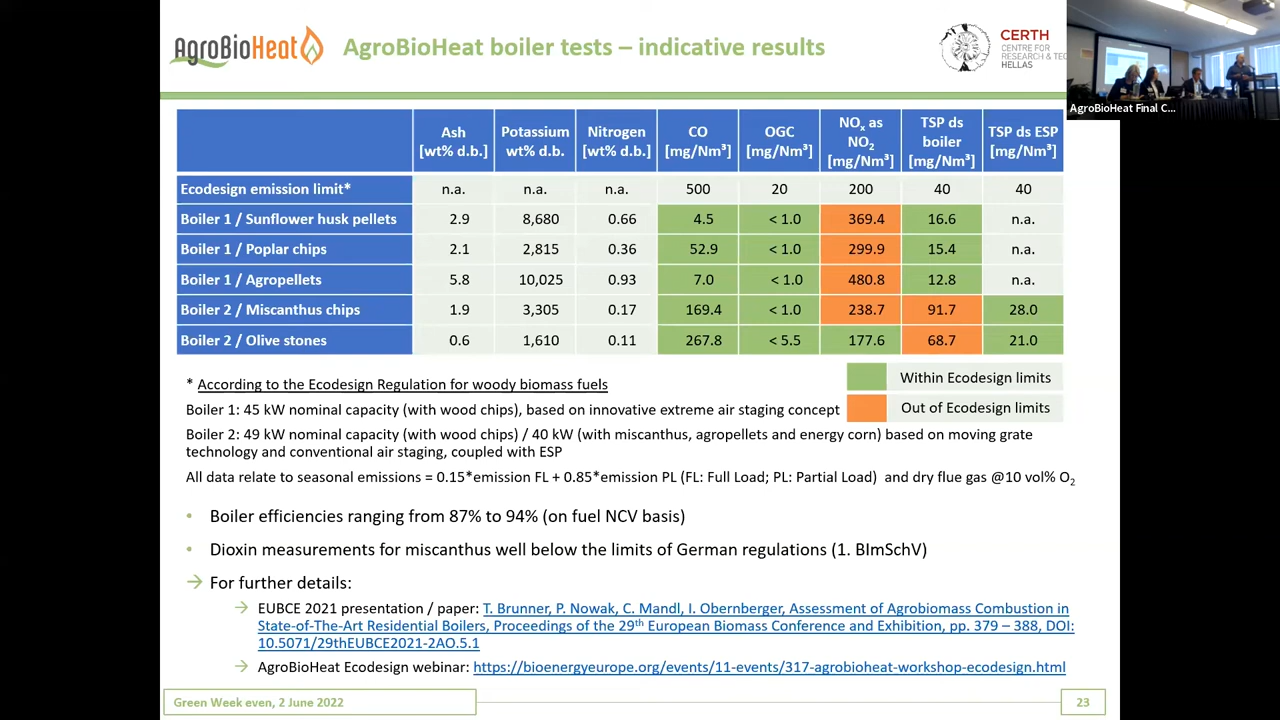 AgroBioHeat
AgroBioHeat boiler tests – indicative results
CERTH
CENTRE FOR
RESEARCH & TEC
HELLAS
AgroBioHeat Final C...
Ash [wt% d.b.] Potassium wt% d.b. Nitrogen [wt% d.b.] CO [mg/Nm³] OGC [mg/Nm³] NOx as NO2 [mg/Nm³] TSP ds boiler [mg/Nm³] TSP ds ESP [mg/Nm³]
Ecodesign emission limit* n.a. n.a. n.a. 500 20 200 40 40
Boiler 1 / Sunflower husk pellets 2.9 8,680 0.66 4.5 < 1.0 369.4 16.6 n.a.
Boiler 1 / Poplar chips 2.1 2,815 0.36 52.9 < 1.0 299.9 15.4 n.a.
Boiler 1 / Agropellets 5.8 10,025 0.93 7.0 < 1.0 480.8 12.8 n.a.
Boiler 2 / Miscanthus chips 1.9 3,305 0.17 169.4 < 1.0 238.7 91.7 28.0
Boiler 2 / Olive stones 0.6 1,610 0.11 267.8 < 5.5 177.6 68.7 21.0
* According to the Ecodesign Regulation for woody biomass fuels
Within Ecodesign limits
Out of Ecodesign limits
Boiler 1: 45 kW nominal capacity (with wood chips), based on innovative extreme air staging concept
Boiler 2: 49 kW nominal capacity (with wood chips) / 40 kW (with miscanthus, agropellets and energy corn) based on moving grate
technology and conventional air staging, coupled with ESP
All data relate to seasonal emissions = 0.15*emission FL + 0.85*emission PL (FL: Full Load; PL: Partial Load) and dry flue gas @10 vol% O2
• Boiler efficiencies ranging from 87% to 94% (on fuel NCV basis)
• Dioxin measurements for miscanthus well below the limits of German regulations (1. BImSchV)
→ For further details:
→ EUBCE 2021 presentation / paper: T. Brunner, P. Nowak, C. Mandl, I. Obernberger, Assessment of Agrobiomass Combustion in
State-of-The-Art Residential Boilers, Proceedings of the 29th European Biomass Conference and Exhibition, pp. 379 – 388, DOI:
10.5071/29thEUBCE2021-2AO.5.1
→ AgroBioHeat Ecodesign webinar: https://bioenergyeurope.org/events/11-events/317-agrobioheat-workshop-ecodesign.html
Green Week even, 2 June 2022
23